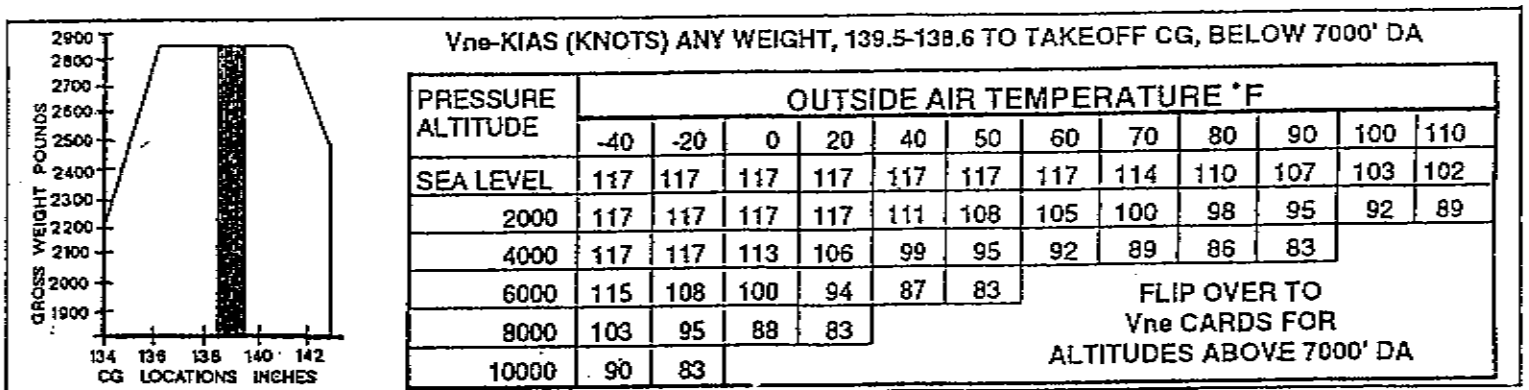 Vne-KIAS (KNOTS) ANY WEIGHT, 139.5-138.6 TO TAKEOFF CG, BELOW 7000' DA
GROSS WEIGHT POUNDS
2900
2800
2700
2600
2500
2400
2300
2200
2100
2000
1900
134 136 138 140 142
CG LOCATIONS INCHES
PRESSURE ALTITUDE
OUTSIDE AIR TEMPERATURE °F
-40 -20 0 20 40 50 60 70 80 90 100 110
SEA LEVEL 117 117 117 117 117 117 117 114 110 107 103 102
2000 117 117 117 117 111 108 105 100 98 95 92 89
4000 117 117 113 106 99 95 92 89 86 83
6000 115 108 100 94 87 83
8000 103 95 88 83
10000 90 83
FLIP OVER TO
Vne CARDS FOR
ALTITUDES ABOVE 7000' DA